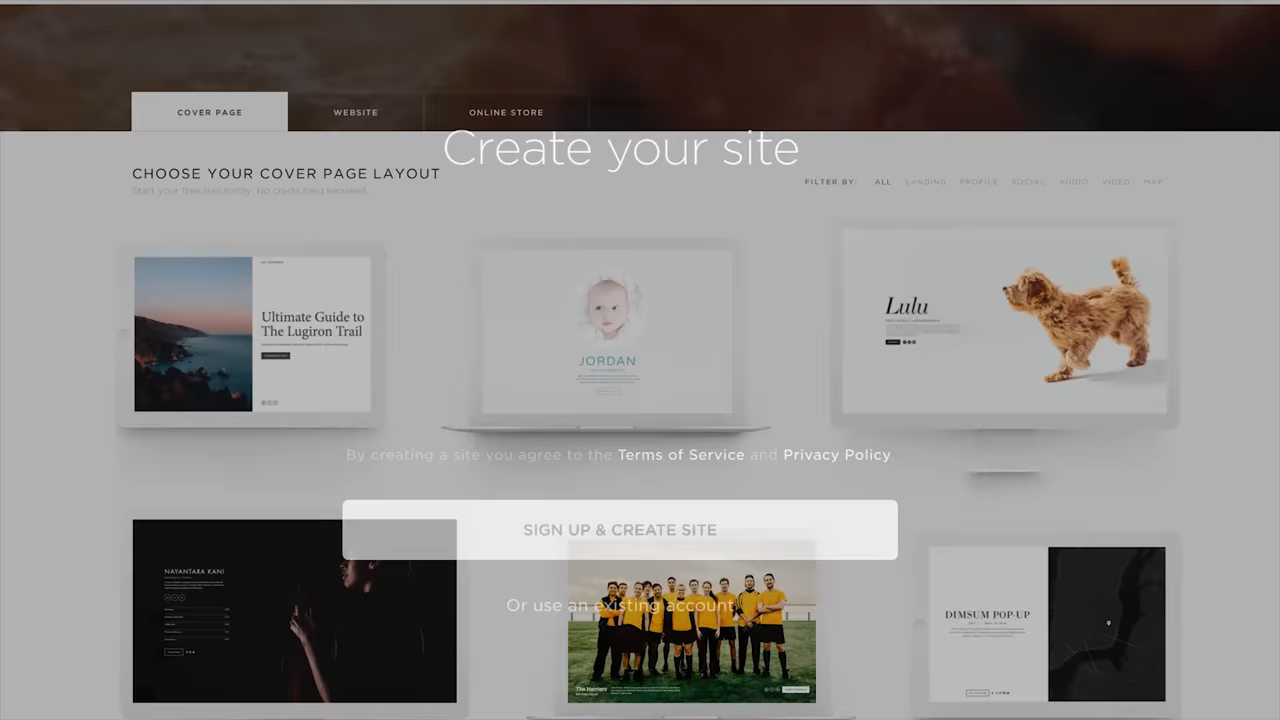 COVER PAGE
WEBSITE
ONLINE STORE
Create your site
CHOOSE YOUR COVER PAGE LAYOUT
Start your free trial today. No credit card required.
FILTER BY: ALL LANDING PROFILE SOCIAL AUDIO VIDEO MAP
Ultimate Guide to
The Lugiron Trail
JORDAN
Lulu
By creating a site you agree to the Terms of Service and Privacy Policy.
SIGN UP & CREATE SITE
NAYANTARA KANI
Or use an existing account
DIMSUM POP-UP
The Harriers